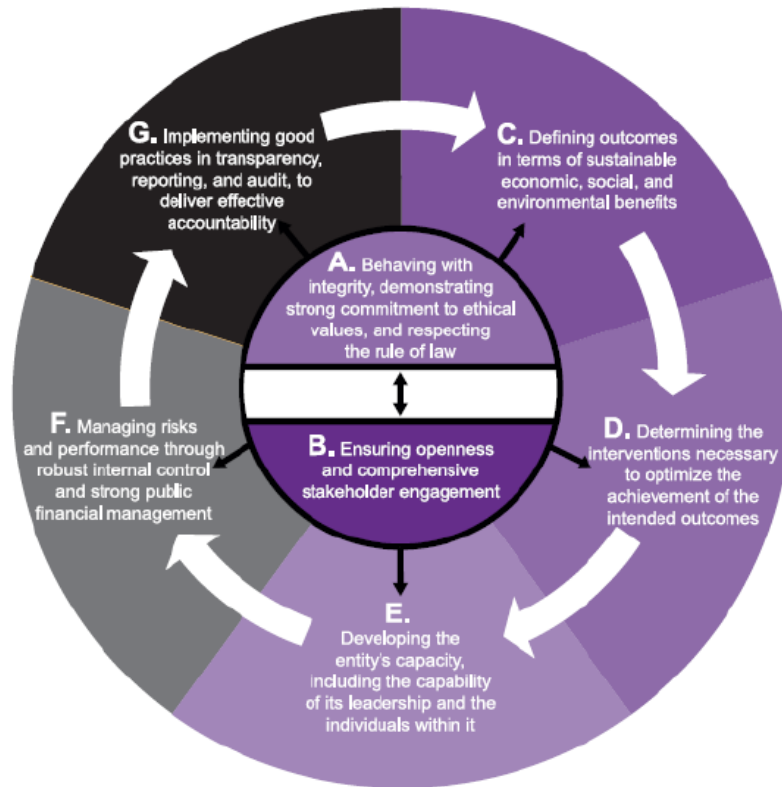 G. Implementing good
practices in transparency,
reporting, and audit, to
deliver effective
accountability
C. Defining outcomes
in terms of sustainable
economic, social, and
environmental benefits
A. Behaving with
integrity, demonstrating
strong commitment to ethical
values, and respecting
the rule of law
B. Ensuring openness
and comprehensive
stakeholder engagement
D. Determining the
interventions necessary
to optimize the
achievement of the
intended outcomes
E.
Developing the
entity's capacity,
including the capability
of its leadership and the
individuals within it
F. Managing risks
and performance through
robust internal control
and strong public
financial management